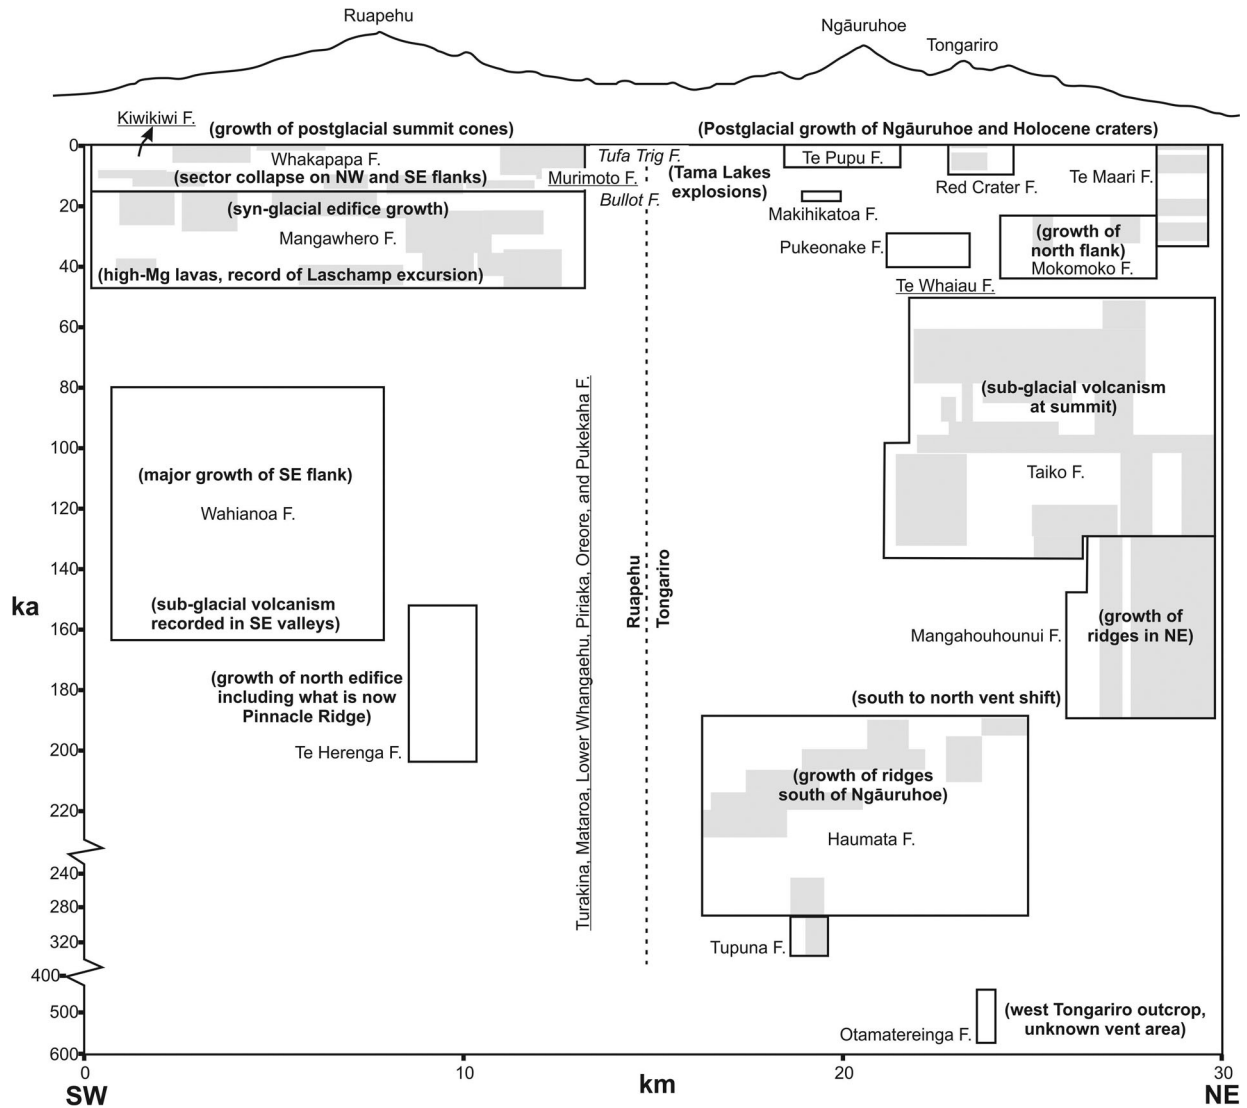 Ruapehu
Ngāuruhoe
Tongariro
Kiwikiwi F.
(growth of postglacial summit cones)
(Postglacial growth of Ngāuruhoe and Holocene craters)
0
Whakapapa F.
(sector collapse on NW and SE flanks)
Tufa Trig F.
Murimoto F.
Bullot F.
(Tama Lakes
explosions)
Te Pupu F.
Red Crater F.
Te Maari F.
20
(syn-glacial edifice growth)
Mangawhero F.
(high-Mg lavas, record of Laschamp excursion)
Makihikatoa F.
Pukeonake F.
(growth of
north flank)
Mokomoko F.
40
Te Whaiau F.
60
80
(sub-glacial volcanism
at summit)
100
(major growth of SE flank)
Wahianoa F.
Taiko F.
120
140
ka
(sub-glacial volcanism
recorded in SE valleys)
160
Turakina, Mataroa, Lower Whangaehu, Piriaka, Oreore, and Pukekaha F.
Ruapehu
Tongariro
Mangahouhounui F.
(growth of
ridges in NE)
(growth of north edifice
including what is now
Pinnacle Ridge)
180
(south to north vent shift)
Te Herenga F.
200
(growth of ridges
south of Ngāuruhoe)
220
Haumata F.
240
280
320
Tupuna F.
400
500
Otamatereinga F.
(west Tongariro outcrop,
unknown vent area)
600
0
10
20
30
SW
km
NE